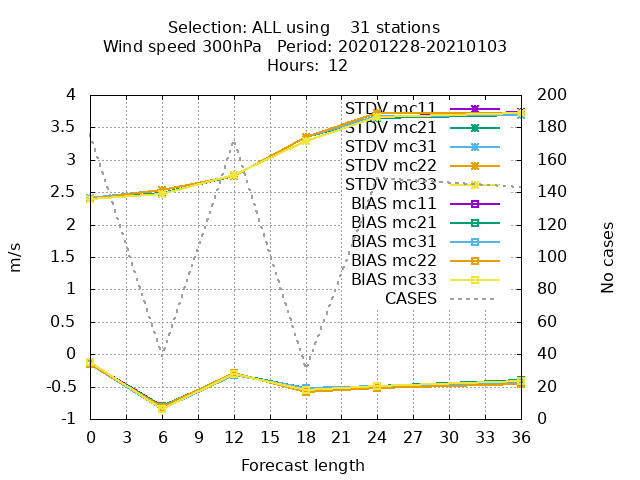 Selection: ALL using    31 stations
Wind speed 300hPa   Period: 20201228-20210103
Hours:  12
4
3.5
3
2.5
2
1.5
1
0.5
0
-0.5
-1
m/s
STDV mc11
STDV mc21
STDV mc31
STDV mc22
STDV mc33
BIAS mc11
BIAS mc21
BIAS mc31
BIAS mc22
BIAS mc33
CASES
200
180
160
140
120
100
80
60
40
20
0
No cases
0 3 6 9 12 15 18 21 24 27 30 33 36
Forecast length